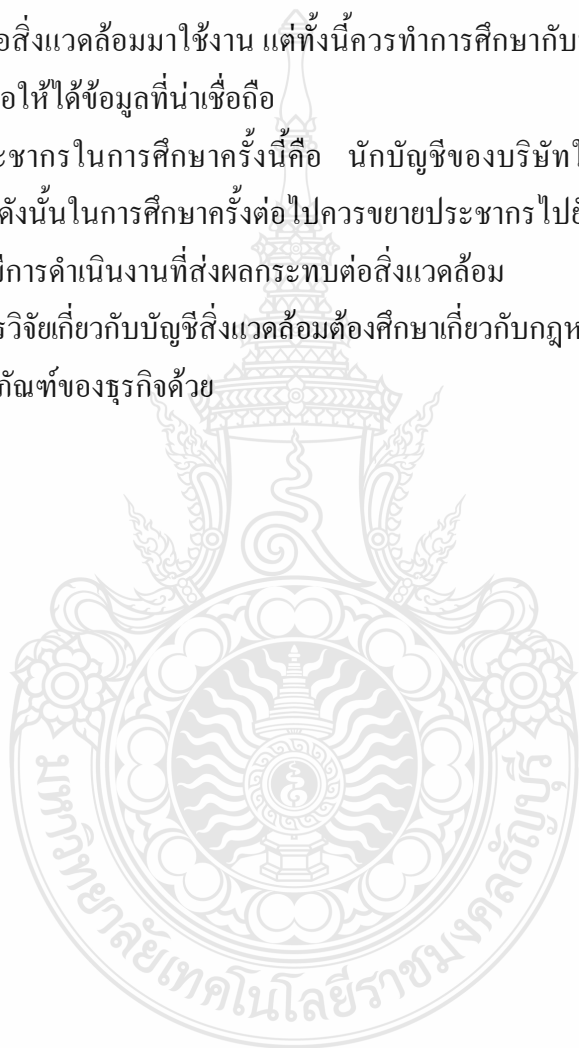 อสิ่งแวดล้อมมาใช้งาน แต่ทั้งนี้ควรทำการศึกษากับ
อให้ได้ข้อมูลที่น่าเชื่อถือ
ะชากรในการศึกษาครั้งนี้คือ นักบัญชีของบริษัทใ
ดังนั้นในการศึกษาครั้งต่อไปควรขยายประชากรไปยั
มีการดำเนินงานที่ส่งผลกระทบต่อสิ่งแวดล้อม
รวิจัยเกี่ยวกับบัญชีสิ่งแวดล้อมต้องศึกษาเกี่ยวกับกฎห
ภัณฑ์ของธุรกิจด้วย
มหาวิทยาลัยเทคโนโลยีราชมงคลธัญบุรี